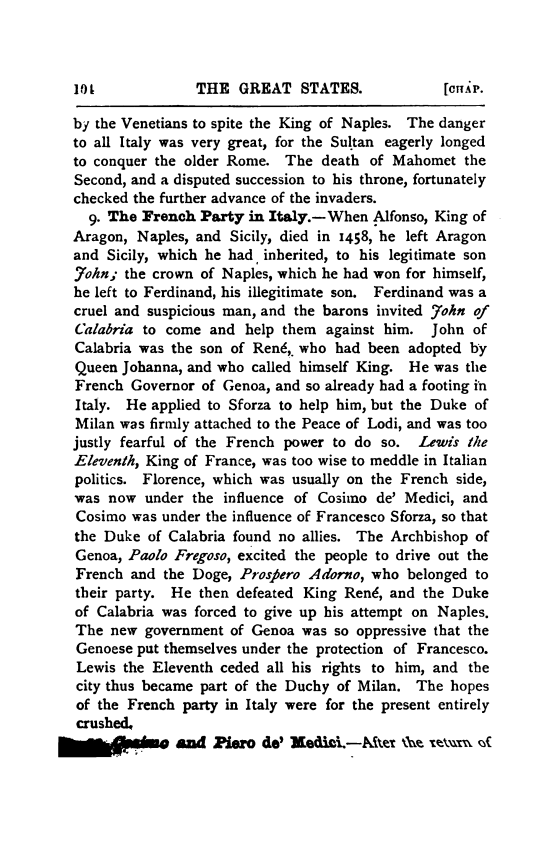 104 THE GREAT STATES. [CHAP.
by the Venetians to spite the King of Naples. The danger
to all Italy was very great, for the Sultan eagerly longed
to conquer the older Rome. The death of Mahomet the
Second, and a disputed succession to his throne, fortunately
checked the further advance of the invaders.
9. The French Party in Italy.—When Alfonso, King of
Aragon, Naples, and Sicily, died in 1458, he left Aragon
and Sicily, which he had inherited, to his legitimate son
John; the crown of Naples, which he had won for himself,
he left to Ferdinand, his illegitimate son. Ferdinand was a
cruel and suspicious man, and the barons invited John of
Calabria to come and help them against him. John of
Calabria was the son of René, who had been adopted by
Queen Johanna, and who called himself King. He was the
French Governor of Genoa, and so already had a footing in
Italy. He applied to Sforza to help him, but the Duke of
Milan was firmly attached to the Peace of Lodi, and was too
justly fearful of the French power to do so. Lewis the
Eleventh, King of France, was too wise to meddle in Italian
politics. Florence, which was usually on the French side,
was now under the influence of Cosimo de' Medici, and
Cosimo was under the influence of Francesco Sforza, so that
the Duke of Calabria found no allies. The Archbishop of
Genoa, Paolo Fregoso, excited the people to drive out the
French and the Doge, Prospero Adorno, who belonged to
their party. He then defeated King René, and the Duke
of Calabria was forced to give up his attempt on Naples.
The new government of Genoa was so oppressive that the
Genoese put themselves under the protection of Francesco.
Lewis the Eleventh ceded all his rights to him, and the
city thus became part of the Duchy of Milan. The hopes
of the French party in Italy were for the present entirely
crushed.
Cosimo and Piero de' Medici.—After the return of